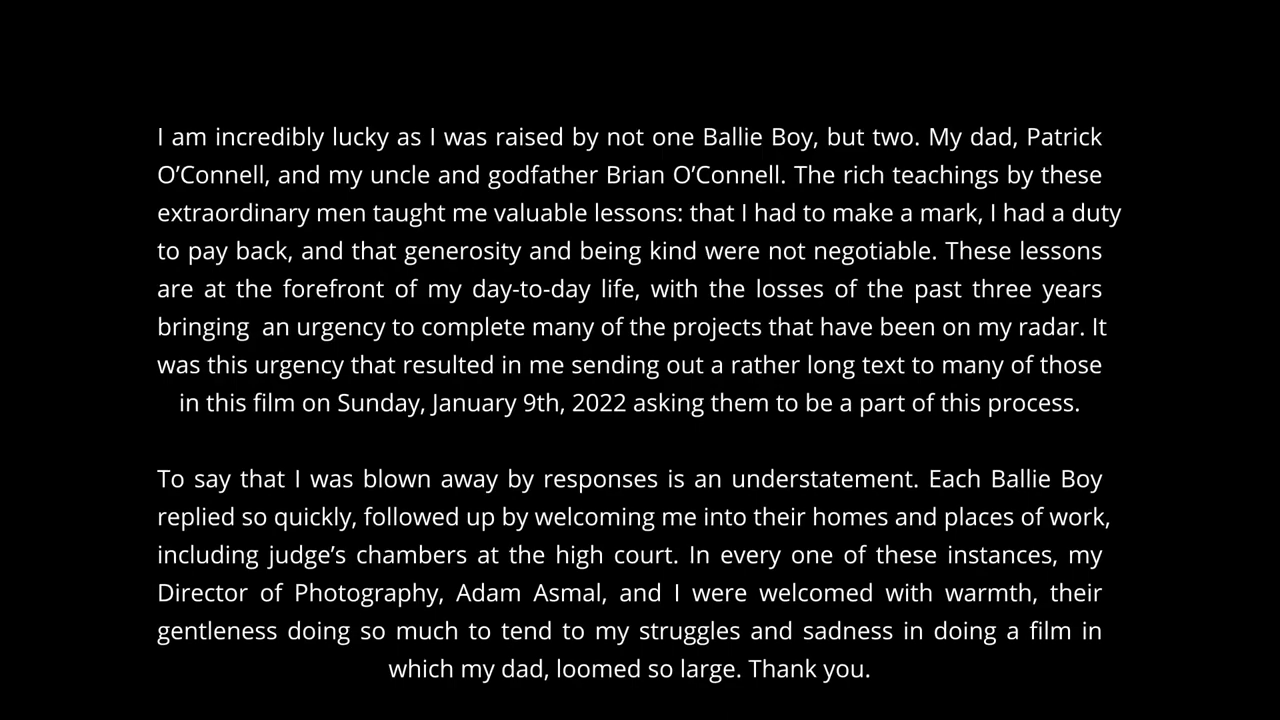 I am incredibly lucky as I was raised by not one Ballie Boy, but two. My dad, Patrick
O’Connell, and my uncle and godfather Brian O’Connell. The rich teachings by these
extraordinary men taught me valuable lessons: that I had to make a mark, I had a duty
to pay back, and that generosity and being kind were not negotiable. These lessons
are at the forefront of my day-to-day life, with the losses of the past three years
bringing  an urgency to complete many of the projects that have been on my radar. It
was this urgency that resulted in me sending out a rather long text to many of those
in this film on Sunday, January 9th, 2022 asking them to be a part of this process.

To say that I was blown away by responses is an understatement. Each Ballie Boy
replied so quickly, followed up by welcoming me into their homes and places of work,
including judge’s chambers at the high court. In every one of these instances, my
Director of Photography, Adam Asmal, and I were welcomed with warmth, their
gentleness doing so much to tend to my struggles and sadness in doing a film in
which my dad, loomed so large. Thank you.